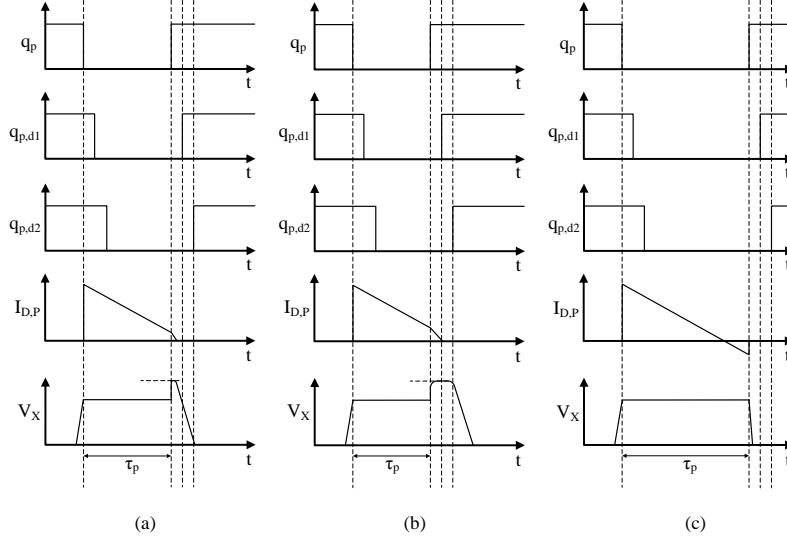 q_p
t
q_p,d1
t
q_p,d2
t
I_D,P
t
V_X
t
τ_p
(a)
q_p
t
q_p,d1
t
q_p,d2
t
I_D,P
t
V_X
t
τ_p
(b)
q_p
t
q_p,d1
t
q_p,d2
t
I_D,P
t
V_X
t
τ_p
(c)